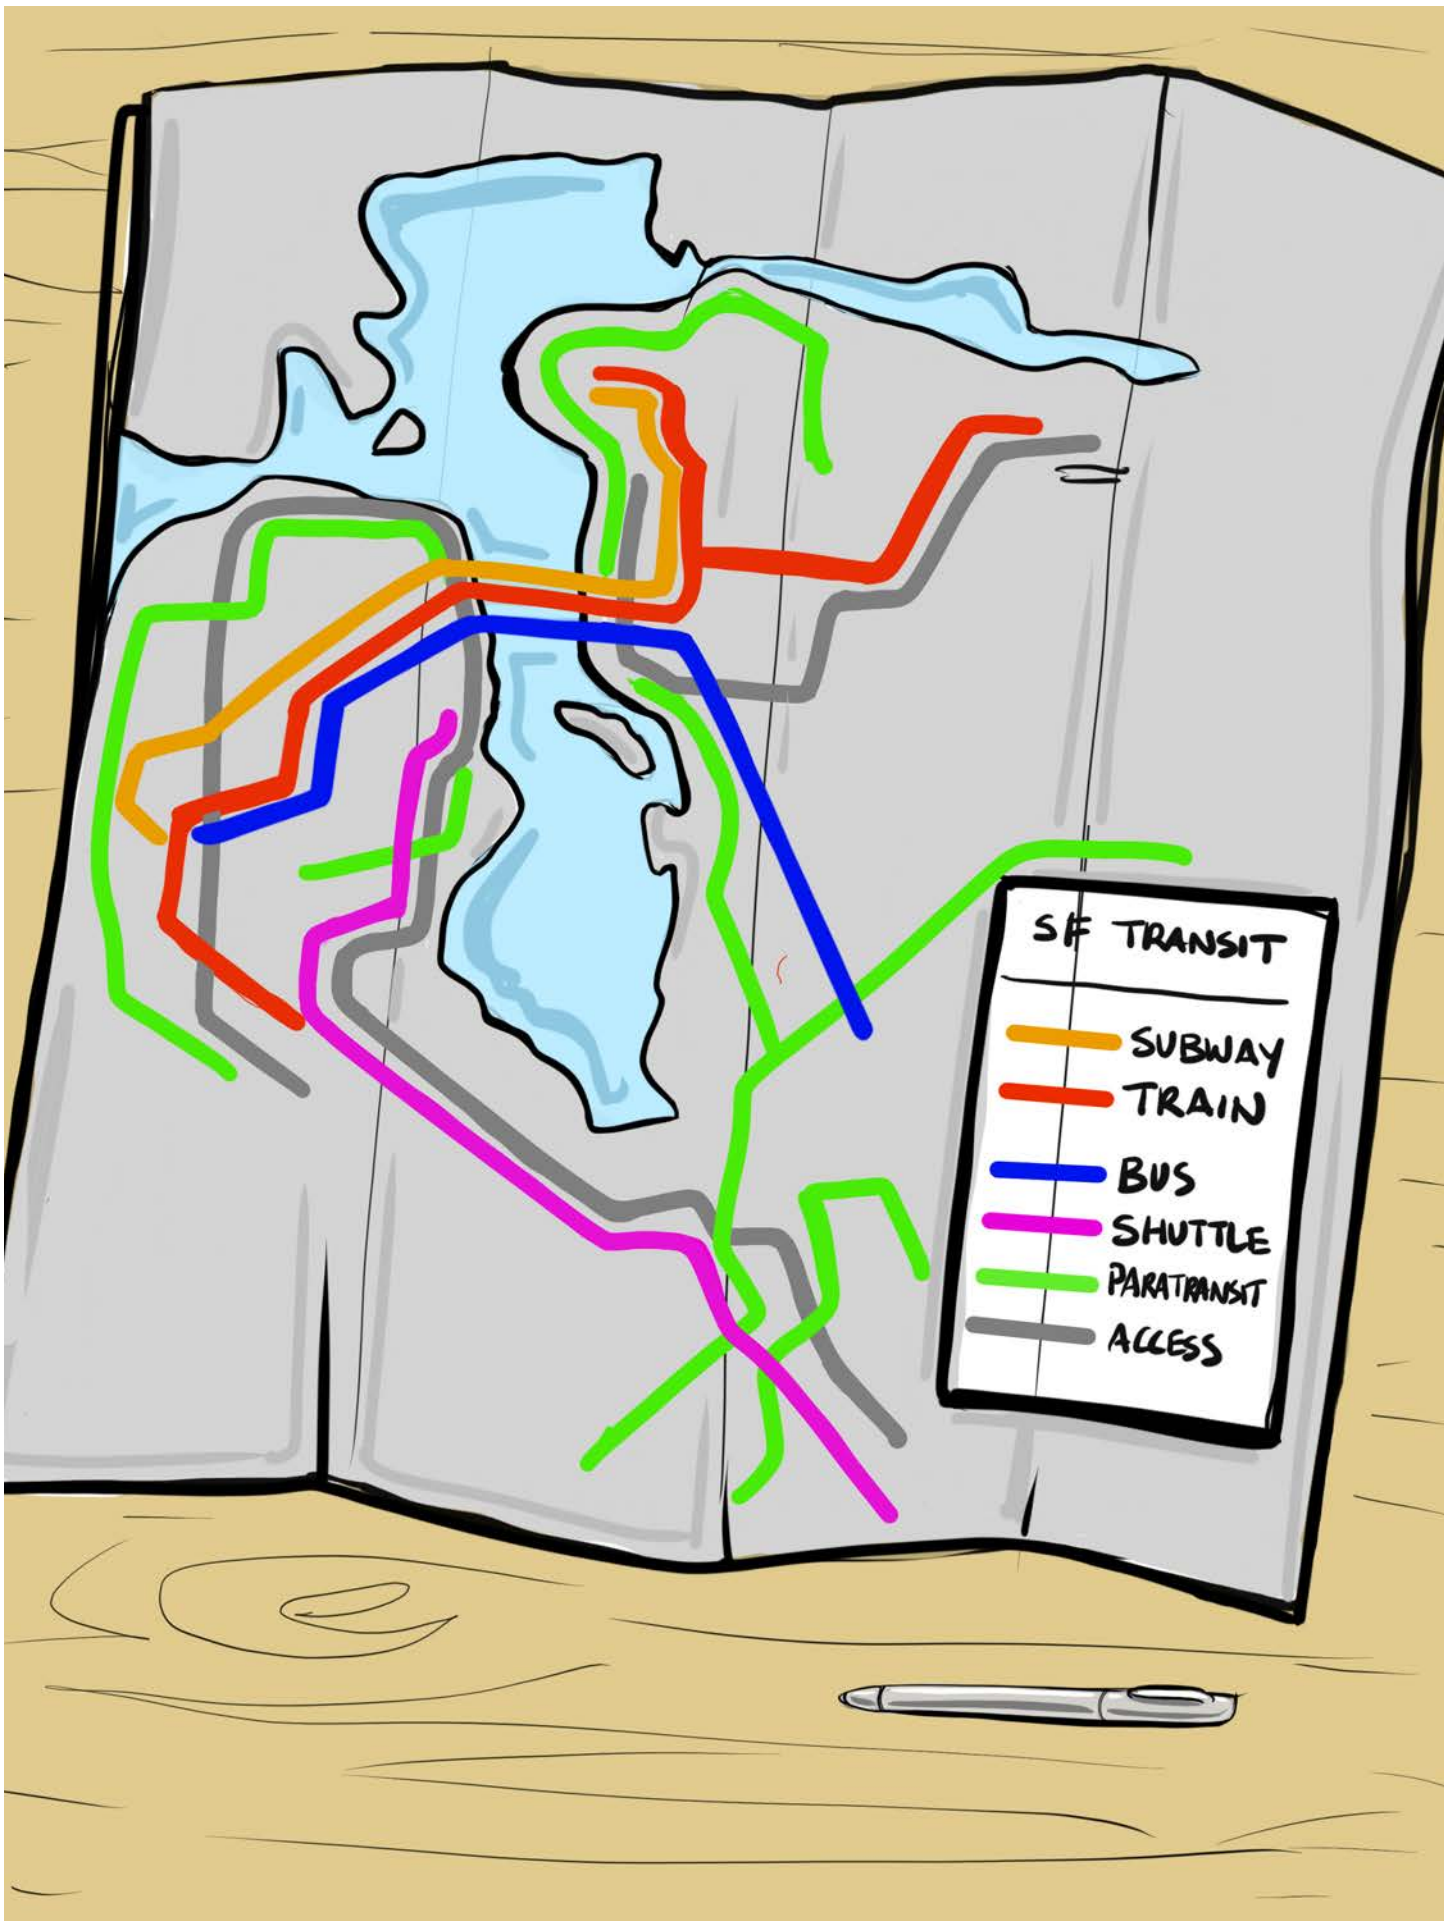 SF TRANSIT
SUBWAY
TRAIN
BUS
SHUTTLE
PARATRANSIT
ACCESS